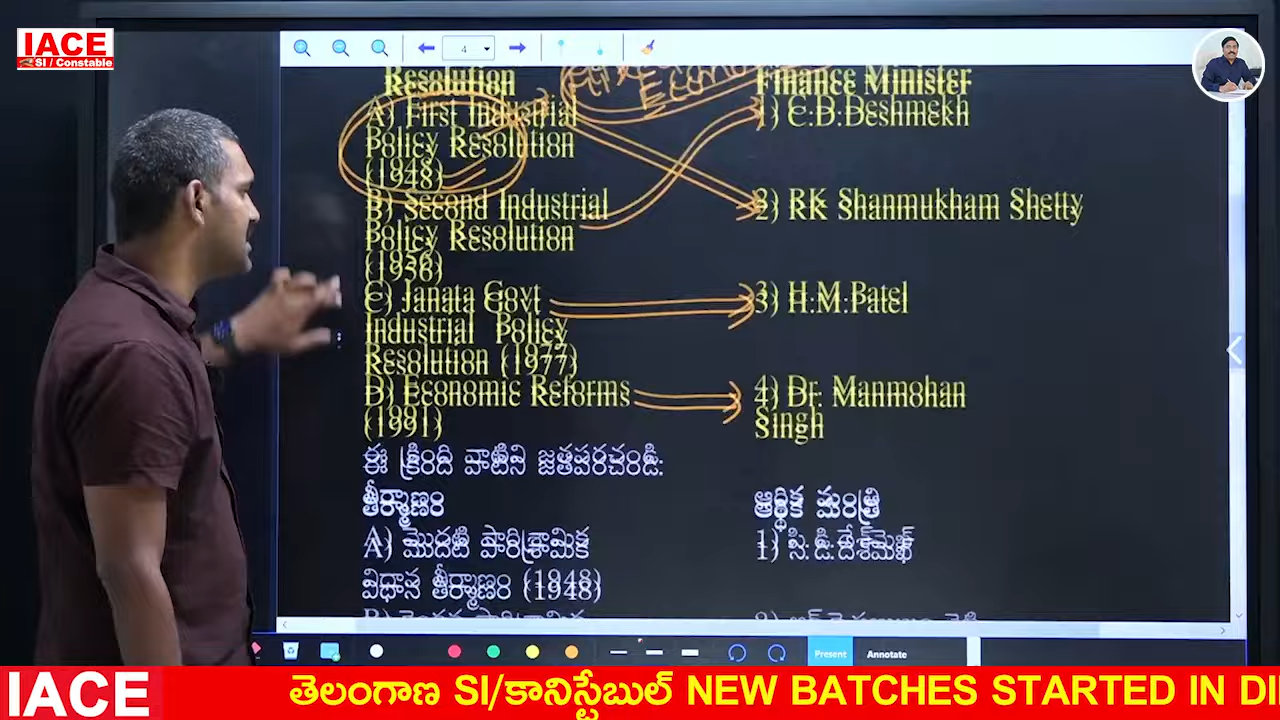 IACE
SI / Constable
4
Resolution
Finance Minister
A) First Industrial
Policy Resolution
(1948)
1) C.D.Deshmekh
B) Second Industrial
Policy Resolution
(1956)
2) RK Shanmukham Shetty
C) Janata Govt
Industrial Policy
Resolution (1977)
3) H.M.Patel
D) Economic Reforms
(1991)
4) Dr. Manmohan
Singh
ఈ క్రింది వాటిని జతపరచండి.
తీర్మాణం
ఆర్థిక మంత్రి
A) మొదటి పారిశ్రామిక
విధాన తీర్మాణం (1948)
1) సి.డి.దేశ్‌మెఖ్
Present
Annotate
IACE
తెలంగాణ SI/కానిస్టేబుల్ NEW BATCHES STARTED IN DI